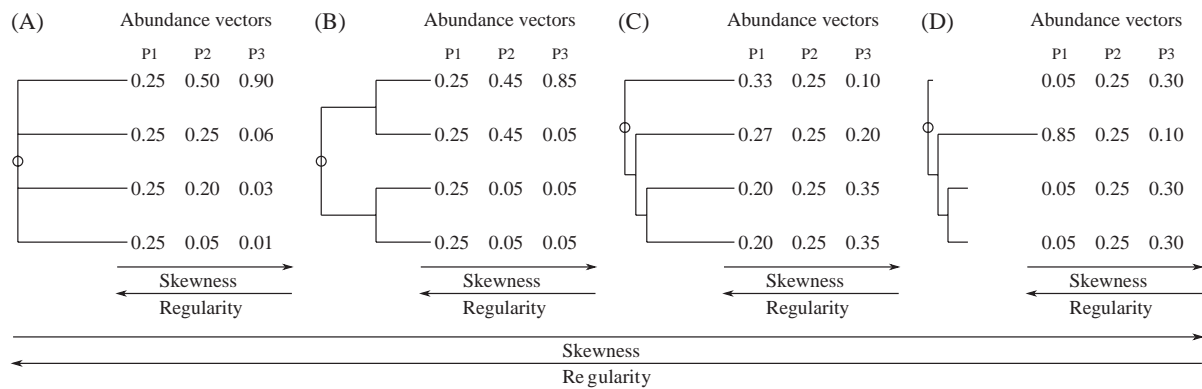 (A) Abundance vectors (B) Abundance vectors (C) Abundance vectors (D) Abundance vectors
P1 P2 P3 P1 P2 P3 P1 P2 P3 P1 P2 P3
0.25 0.50 0.90 0.25 0.45 0.85 0.33 0.25 0.10 0.05 0.25 0.30
0.25 0.25 0.06 0.25 0.45 0.05 0.27 0.25 0.20 0.85 0.25 0.10
0.25 0.20 0.03 0.25 0.05 0.05 0.20 0.25 0.35 0.05 0.25 0.30
0.25 0.05 0.01 0.25 0.05 0.05 0.20 0.25 0.35 0.05 0.25 0.30
Skewness Skewness Skewness Skewness
Regularity Regularity Regularity Regularity
Skewness
Re gularity